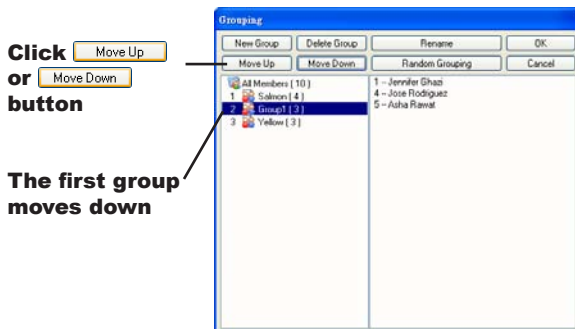 Grouping
New Group Delete Group Rename OK
Move Up Move Down Random Grouping Cancel
All Members ( 10 )
1 Salmon ( 4 )
2 Group1 ( 3 )
3 Yellow ( 3 )
1 - Jennifer Ghazi
4 - Jose Rodriguez
5 - Asha Rawat
Click Move Up
or Move Down
button
The first group
moves down